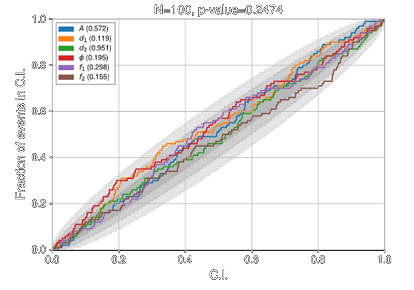 N=100, p-value=0.3474
1.0
0.8
0.6
0.4
0.2
0.0
Fraction of events in C.I.
A (0.572)
d₁ (0.119)
d₂ (0.951)
ϕ (0.195)
f₁ (0.298)
f₂ (0.155)
0.0 0.2 0.4 0.6 0.8 1.0
C.I.